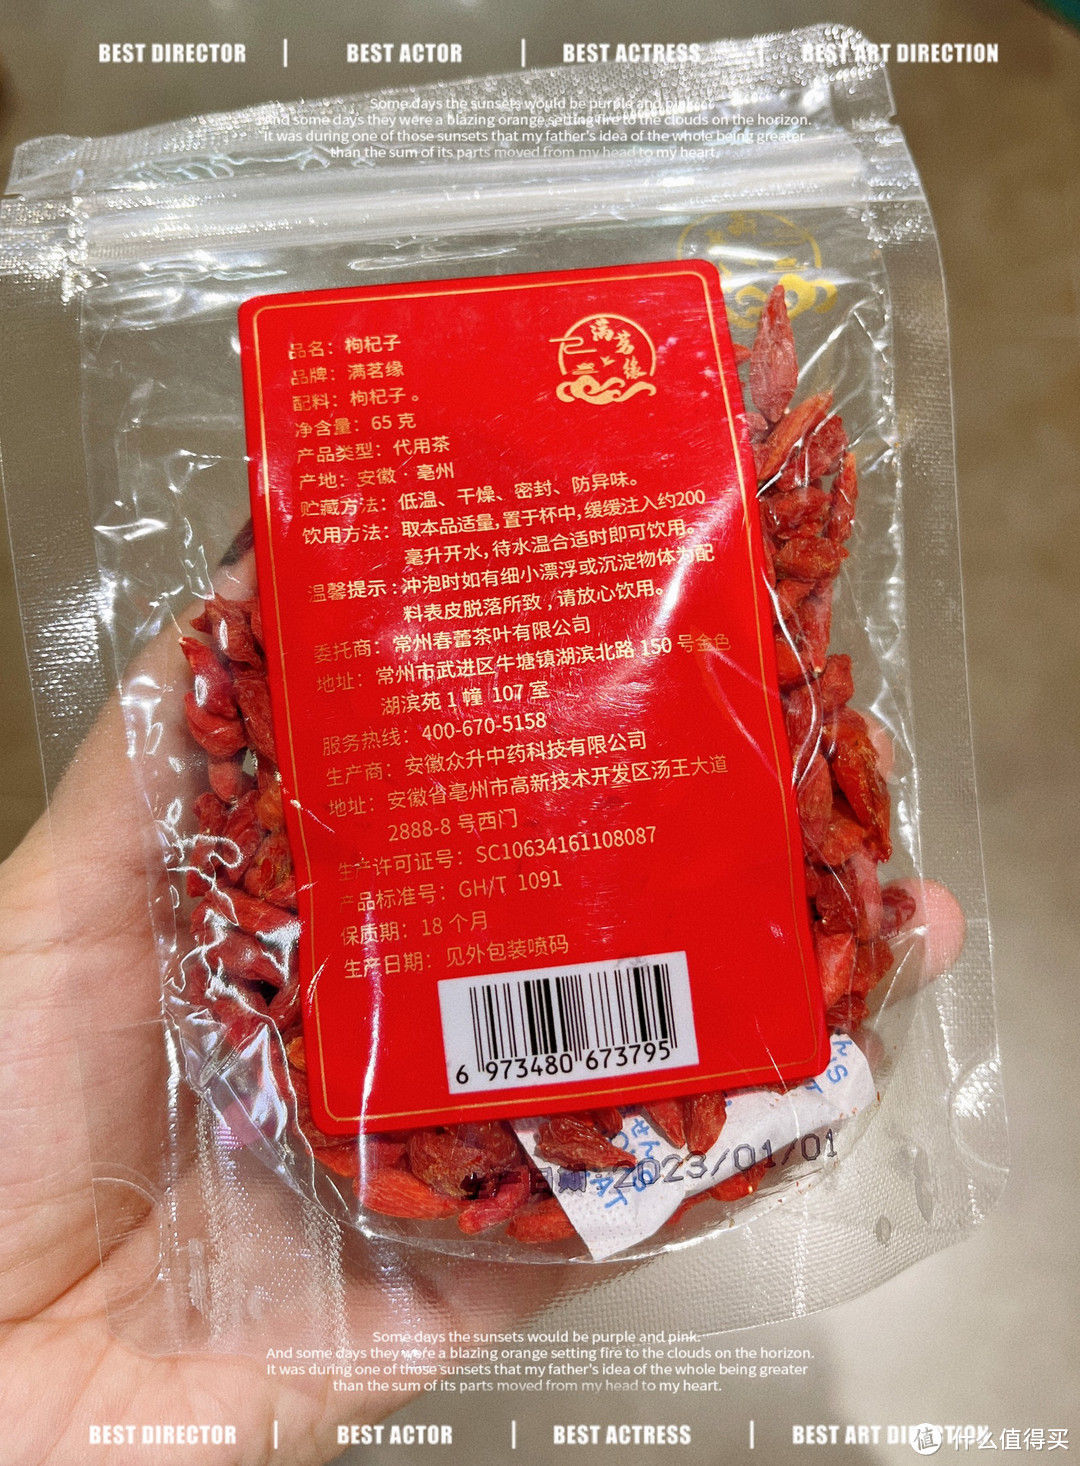 BEST DIRECTOR | BEST ACTOR | BEST ACTRESS | BEST ART DIRECTION
Some days the sunsets would be purple and pink.
And some days they were a blazing orange setting fire to the clouds on the horizon.
It was during one of those sunsets that my father's idea of the whole being greater
than the sum of its parts moved from my head to my heart.
满茗缘
品名：枸杞子
品牌：满茗缘
配料：枸杞子。
净含量：65 克
产品类型：代用茶
产地：安徽·亳州
贮藏方法：低温、干燥、密封、防异味。
饮用方法：取本品适量，置于杯中，缓缓注入约200
毫升开水，待水温合适时即可饮用。
温馨提示：冲泡时如有细小漂浮或沉淀物体为配
料表皮脱落所致，请放心饮用。
委托商：常州春蕾茶叶有限公司
地址：常州市武进区牛塘镇湖滨北路 150 号金色
湖滨苑 1 幢 107 室
服务热线：400-670-5158
生产商：安徽众升中药科技有限公司
地址：安徽省亳州市高新技术开发区汤王大道
2888-8 号西门
生产许可证号：SC10634161108087
产品标准号：GH/T 1091
保质期：18 个月
生产日期：见外包装喷码
6 973480 673795
2023/01/01
Some days the sunsets would be purple and pink.
And some days they were a blazing orange setting fire to the clouds on the horizon.
It was during one of those sunsets that my father's idea of the whole being greater
than the sum of its parts moved from my head to my heart.
BEST DIRECTOR | BEST ACTOR | BEST ACTRESS | BEST ART DIRECTION
值 什么值得买